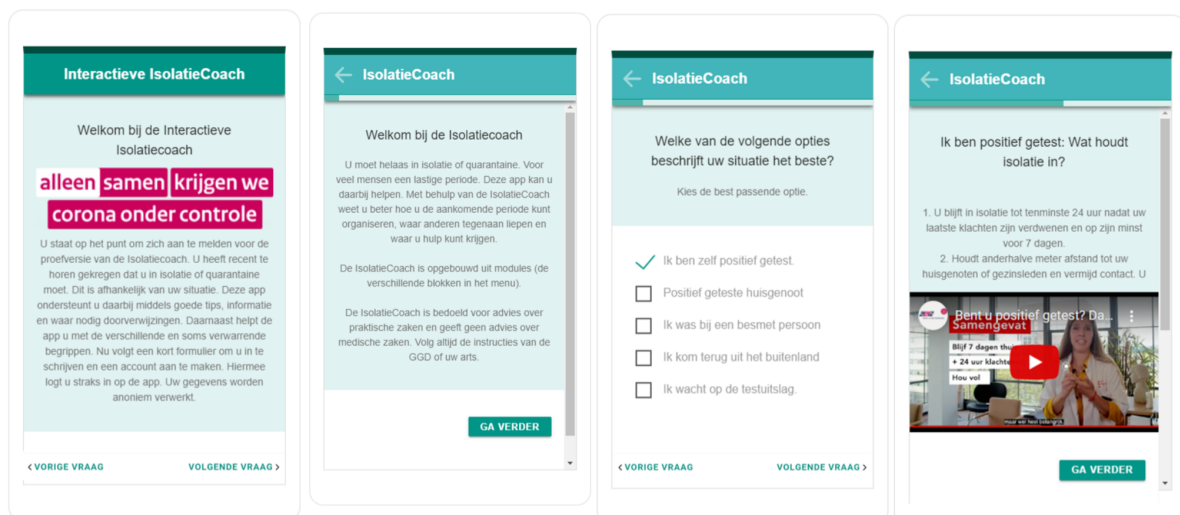 Interactieve IsolatieCoach
Welkom bij de Interactieve
Isolatiecoach
alleen samen krijgen we
corona onder controle
U staat op het punt om zich aan te melden voor de
proefversie van de Isolatiecoach. U heeft recent te
horen gekregen dat u in isolatie of quarantaine
moet. Dit is afhankelijk van uw situatie. Deze app
ondersteunt u daarbij middels goede tips, informatie
en waar nodig doorverwijzingen. Daarnaast helpt de
app u met de verschillende en soms verwarrende
begrippen. Nu volgt een kort formulier om u in te
schrijven en een account aan te maken. Hiermee
logt u straks in op de app. Uw gegevens worden
anoniem verwerkt.
VORIGE VRAAG
VOLGENDE VRAAG
IsolatieCoach
Welkom bij de Isolatiecoach
U moet helaas in isolatie of quarantaine. Voor
veel mensen een lastige periode. Deze app kan u
daarbij helpen. Met behulp van de IsolatieCoach
weet u beter hoe u de aankomende periode kunt
organiseren, waar anderen tegenaan liepen en
waar u hulp kunt krijgen.
De IsolatieCoach is opgebouwd uit modules (de
verschillende blokken in het menu).
De IsolatieCoach is bedoeld voor advies over
praktische zaken en geeft geen advies over
medische zaken. Volg altijd de instructies van de
GGD of uw arts.
GA VERDER
IsolatieCoach
Welke van de volgende opties
beschrijft uw situatie het beste?
Kies de best passende optie.
Ik ben zelf positief getest.
Positief geteste huisgenoot
Ik was bij een besmet persoon
Ik kom terug uit het buitenland
Ik wacht op de testuitslag.
VORIGE VRAAG
VOLGENDE VRAAG
IsolatieCoach
Ik ben positief getest: Wat houdt
isolatie in?
1. U blijft in isolatie tot tenminste 24 uur nadat uw
laatste klachten zijn verdwenen en op zijn minst
voor 7 dagen.
2. Houdt anderhalve meter afstand tot uw
huisgenoten of gezinsleden en vermijd contact. U
Bent u positief getest? Da...
Samengevat
Blijf 7 dagen thu
+ 24 uur klachte
Hou vol
maar wel heel belangrijk.
GA VERDER